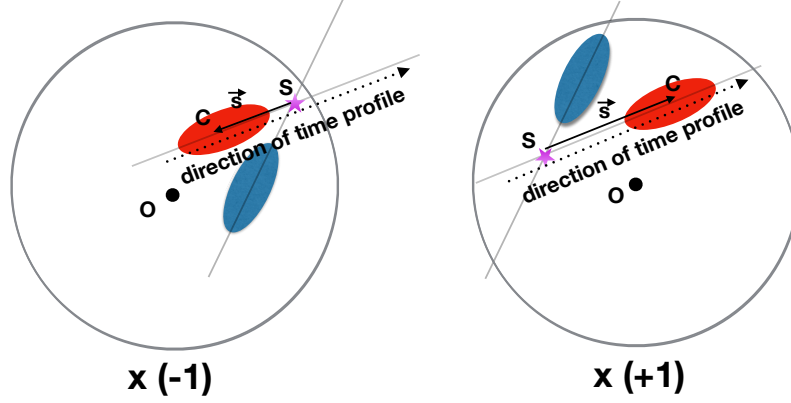 S
C
s
direction of time profile
O
x (-1)
C
s
S
direction of time profile
O
x (+1)